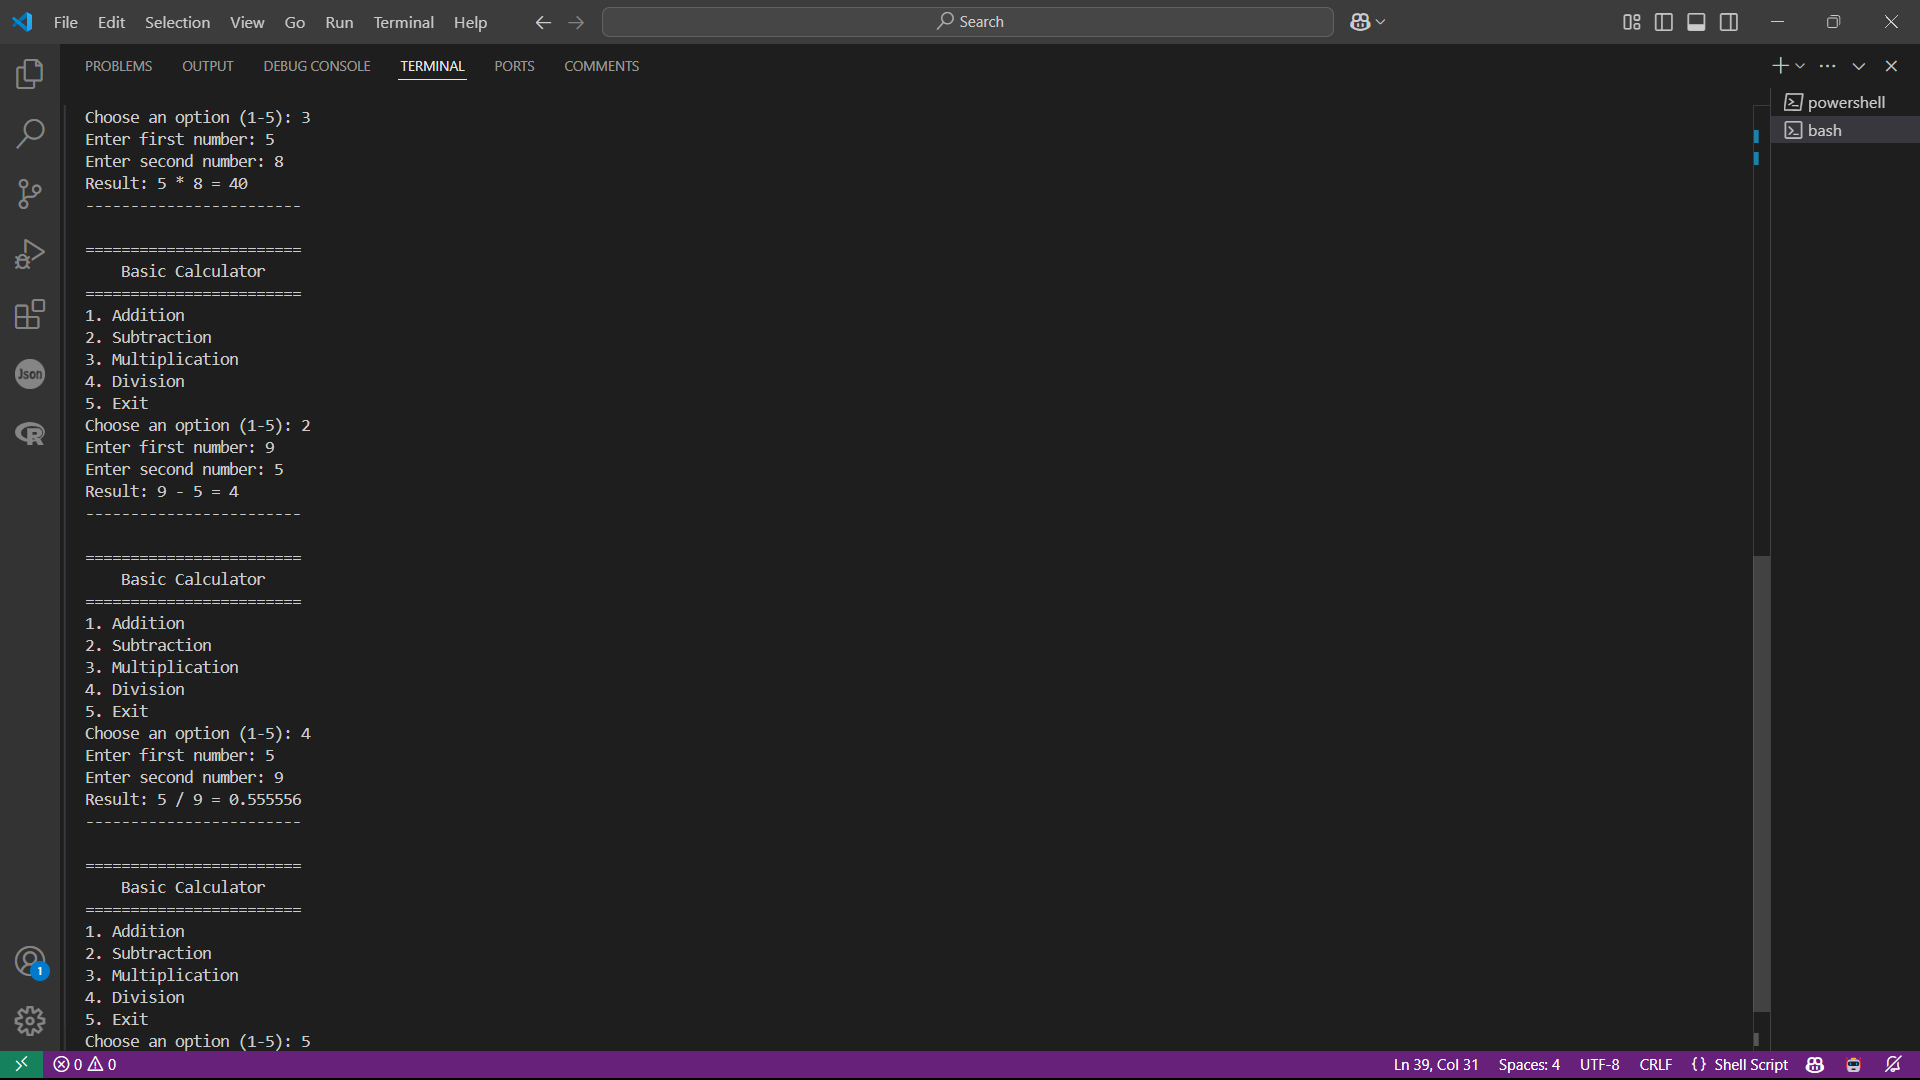 File Edit Selection View Go Run Terminal Help
Search
PROBLEMS OUTPUT DEBUG CONSOLE TERMINAL PORTS COMMENTS
powershell
bash
Json
R
1
Choose an option (1-5): 3
Enter first number: 5
Enter second number: 8
Result: 5 * 8 = 40
------------------------
========================
    Basic Calculator
========================
1. Addition
2. Subtraction
3. Multiplication
4. Division
5. Exit
Choose an option (1-5): 2
Enter first number: 9
Enter second number: 5
Result: 9 - 5 = 4
------------------------
========================
    Basic Calculator
========================
1. Addition
2. Subtraction
3. Multiplication
4. Division
5. Exit
Choose an option (1-5): 4
Enter first number: 5
Enter second number: 9
Result: 5 / 9 = 0.555556
------------------------
========================
    Basic Calculator
========================
1. Addition
2. Subtraction
3. Multiplication
4. Division
5. Exit
Choose an option (1-5): 5
0 0 Ln 39, Col 31 Spaces: 4 UTF-8 CRLF {} Shell Script